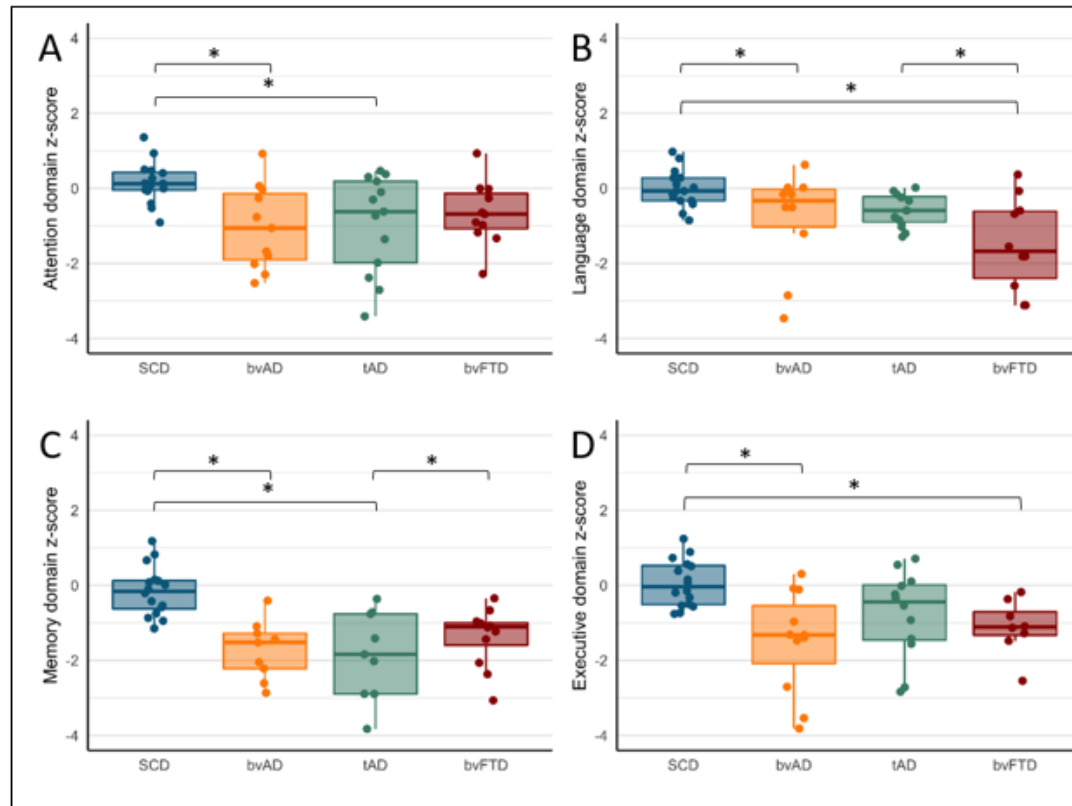 A
Attention domain z-score
4
2
0
-2
-4
*
*
SCD bvAD tAD bvFTD
B
Language domain z-score
4
2
0
-2
-4
* *
*
SCD bvAD tAD bvFTD
C
Memory domain z-score
4
2
0
-2
-4
* *
*
SCD bvAD tAD bvFTD
D
Executive domain z-score
4
2
0
-2
-4
*
*
SCD bvAD tAD bvFTD